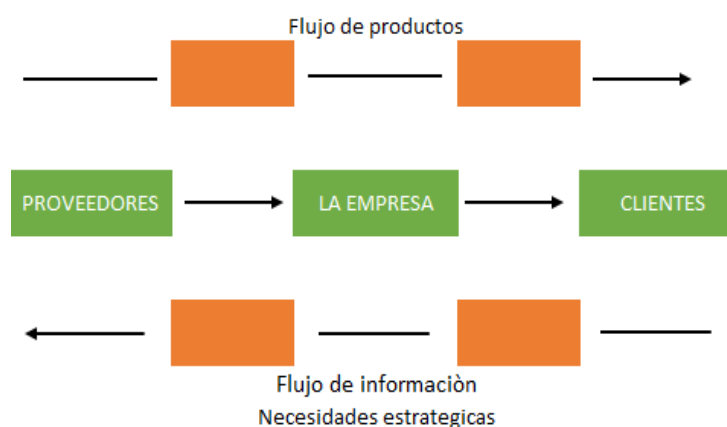 Flujo de productos
PROVEEDORES
LA EMPRESA
CLIENTES
Flujo de informaciòn
Necesidades estrategicas